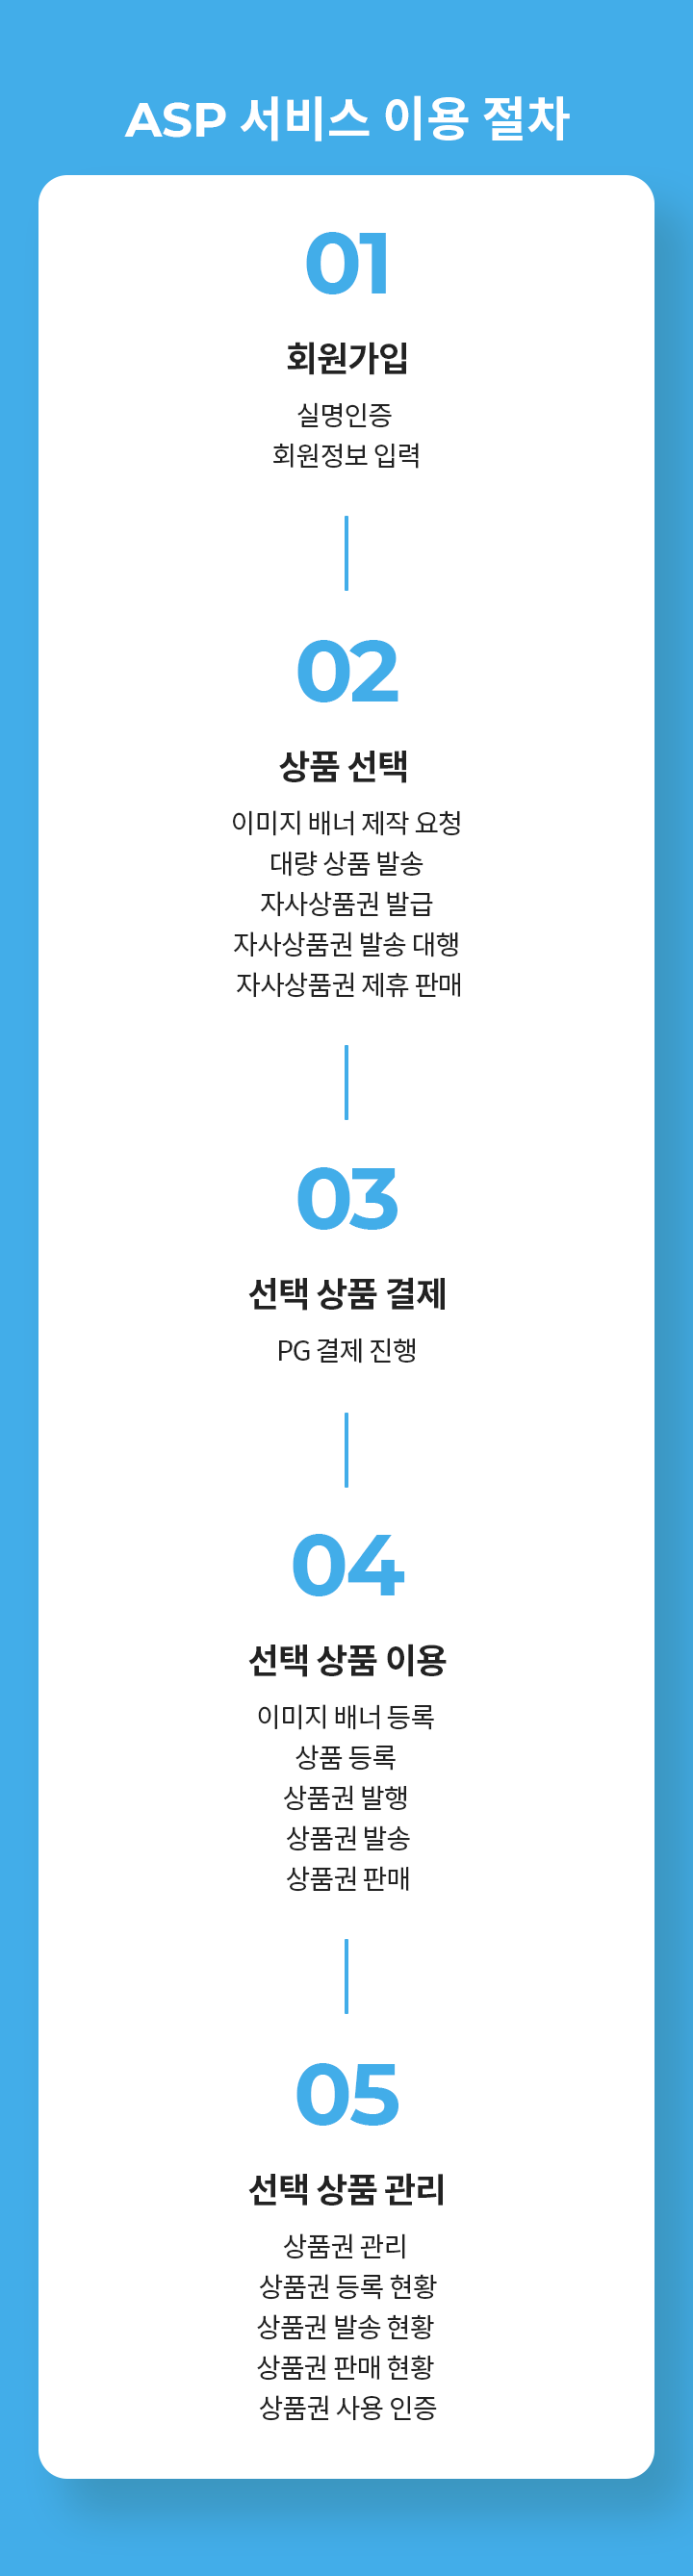 ASP 서비스 이용 절차
01
회원가입
실명인증
회원정보 입력
02
상품 선택
이미지 배너 제작 요청
대량 상품 발송
자사상품권 발급
자사상품권 발송 대행
자사상품권 제휴 판매
03
선택 상품 결제
PG 결제 진행
04
선택 상품 이용
이미지 배너 등록
상품 등록
상품권 발행
상품권 발송
상품권 판매
05
선택 상품 관리
상품권 관리
상품권 등록 현황
상품권 발송 현황
상품권 판매 현황
상품권 사용 인증